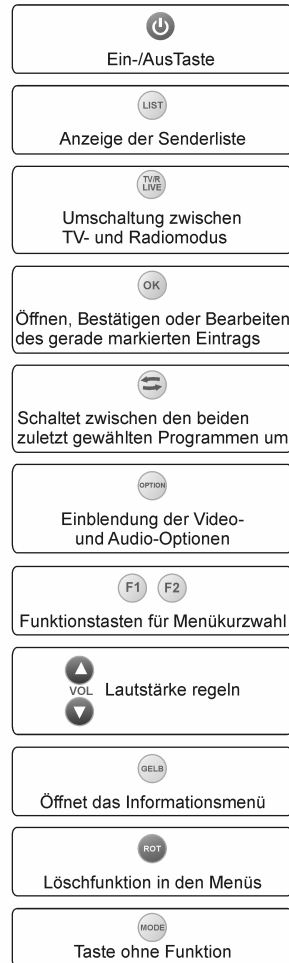 Ein-/AusTaste
LIST
Anzeige der Senderliste
TV/R
LIVE
Umschaltung zwischen
TV- und Radiomodus
OK
Öffnen, Bestätigen oder Bearbeiten
des gerade markierten Eintrags
Schaltet zwischen den beiden
zuletzt gewählten Programmen um
OPTION
Einblendung der Video-
und Audio-Optionen
F1 F2
Funktionstasten für Menükurzwahl
VOL Lautstärke regeln
GELB
Öffnet das Informationsmenü
ROT
Löschfunktion in den Menüs
MODE
Taste ohne Funktion